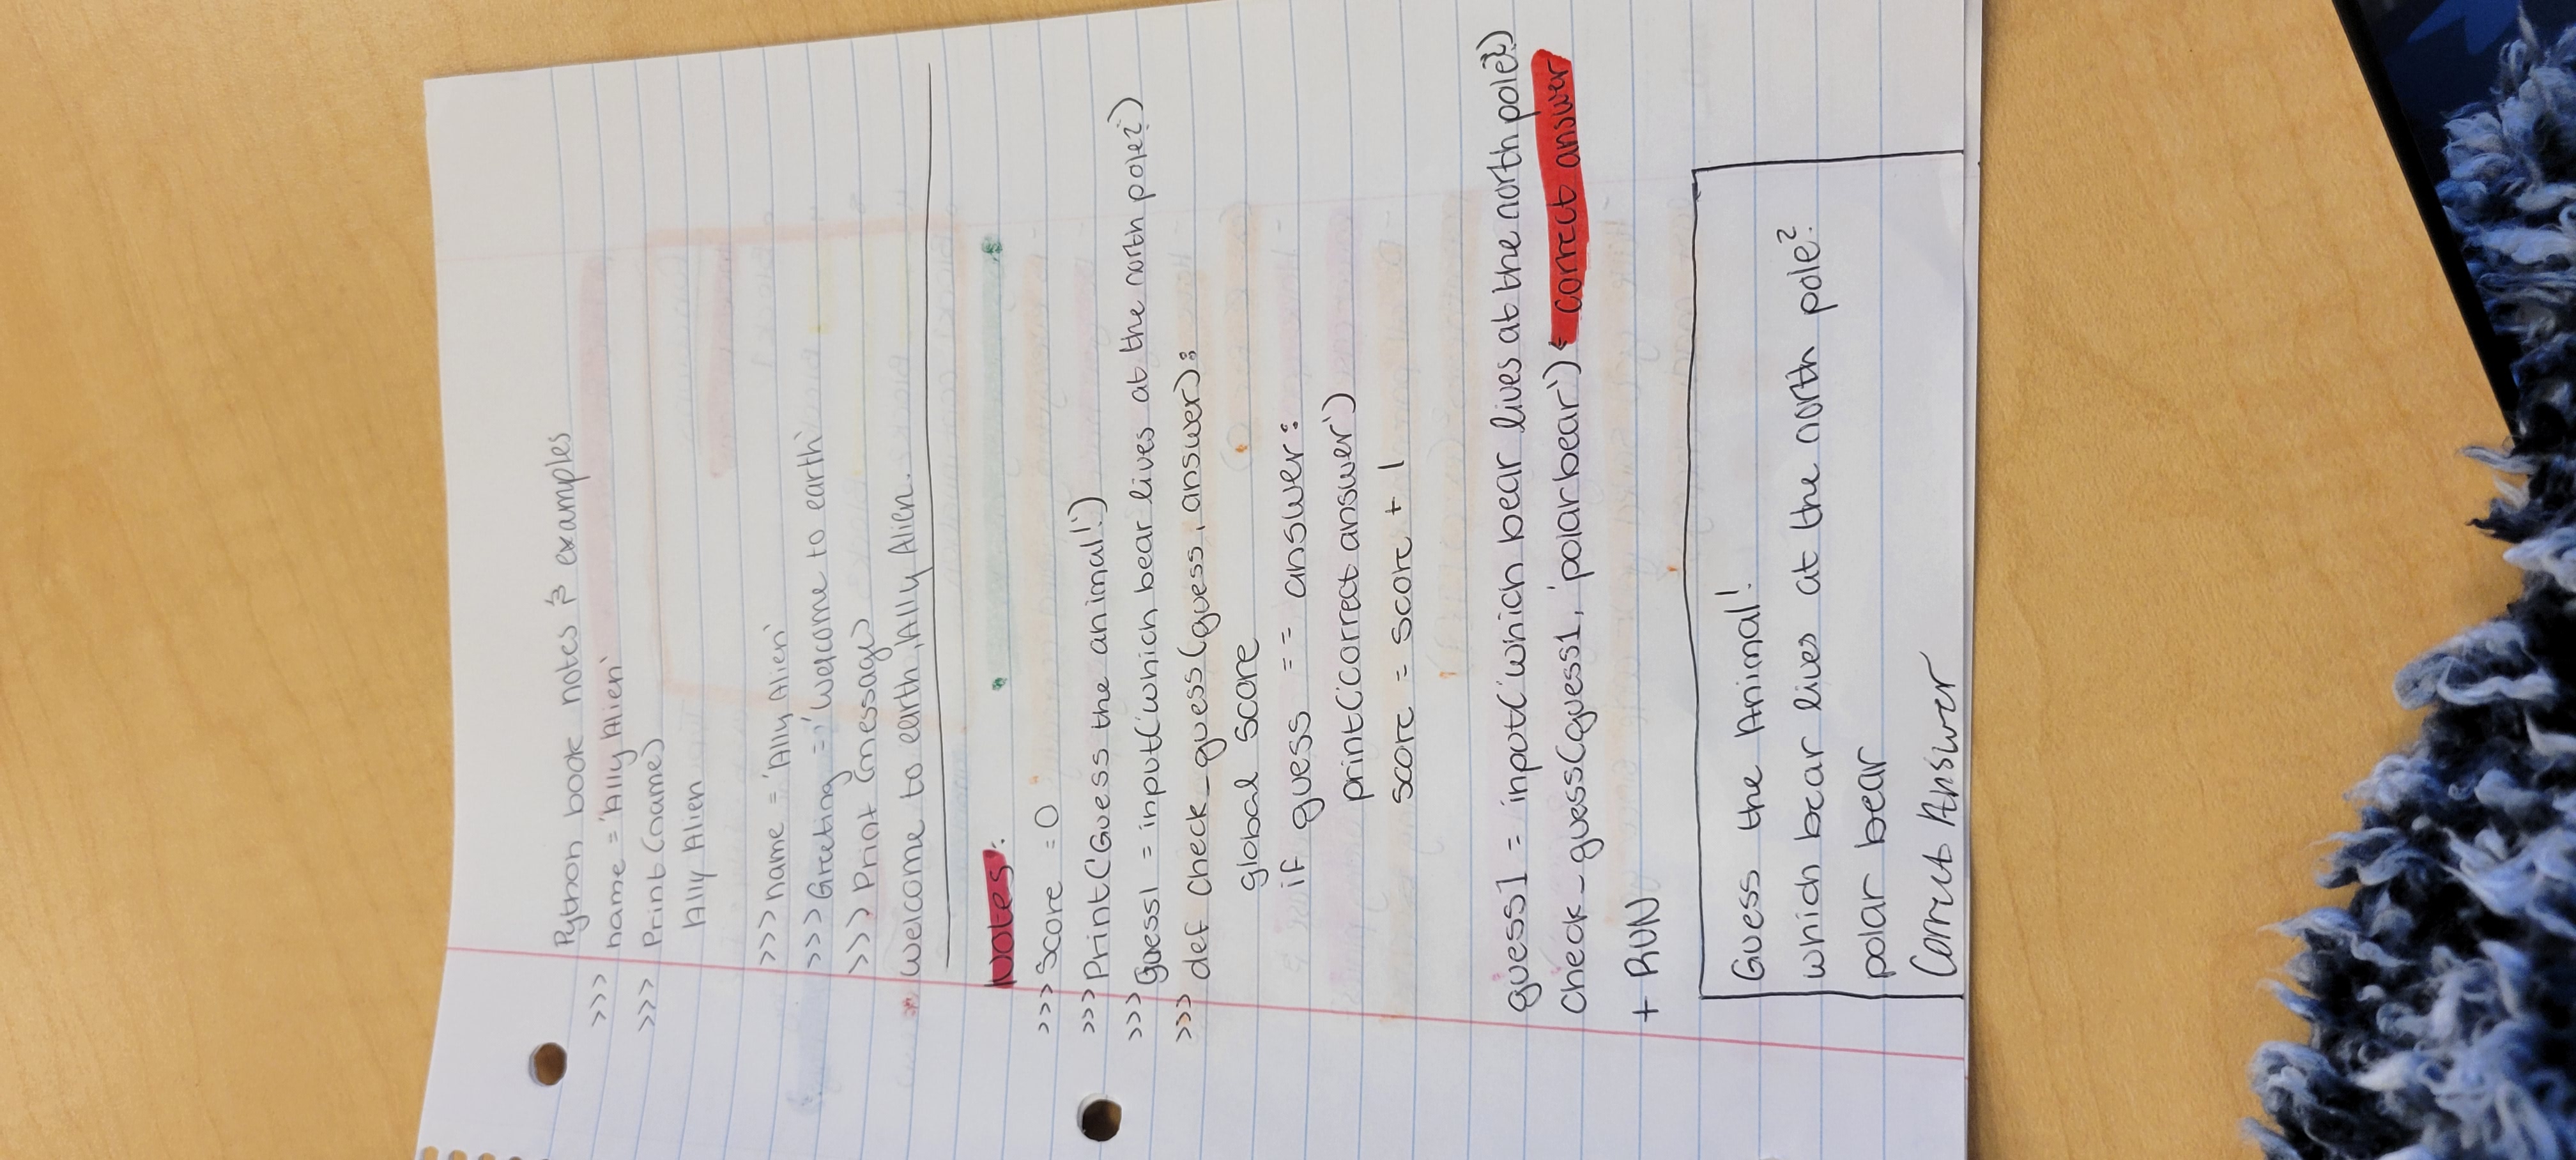 Python book notes & examples
>>> name = 'Ally Alien'
>>> Print (name)
Ally Alien
>>> name = 'Ally Alien'
>>> Greeting = 'Welcome to earth'
>>> Print (message)
* Welcome to earth, Ally Alien.
Notes:
>>> Score = 0
>>> Print('Guess the animal!')
>>> Guess1 = input('which bear lives at the north pole?')
>>> def check_guess(guess, answer):
global score
if guess == answer:
print('correct answer')
score = score + 1
guess1 = input('which bear lives at the north pole?')
check_guess(guess1, 'polar bear') ← correct answer
+ RUN
Guess the Animal!
which bear lives at the north pole?
polar bear
Correct Answer